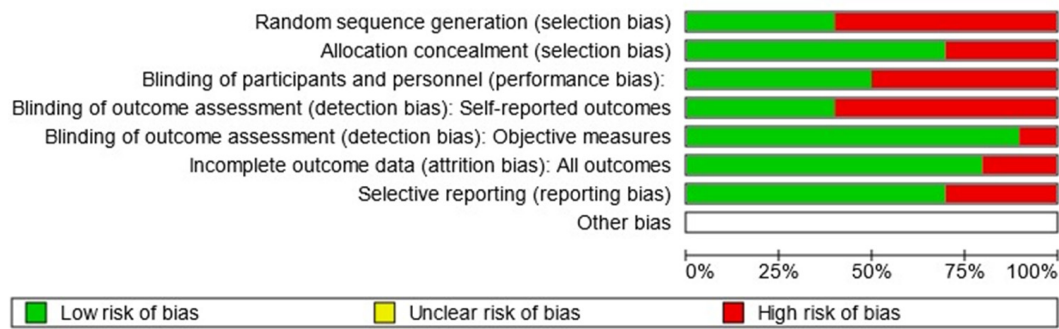 Random sequence generation (selection bias)
Allocation concealment (selection bias)
Blinding of participants and personnel (performance bias):
Blinding of outcome assessment (detection bias): Self-reported outcomes
Blinding of outcome assessment (detection bias): Objective measures
Incomplete outcome data (attrition bias): All outcomes
Selective reporting (reporting bias)
Other bias
0% 25% 50% 75% 100%
Low risk of bias Unclear risk of bias High risk of bias